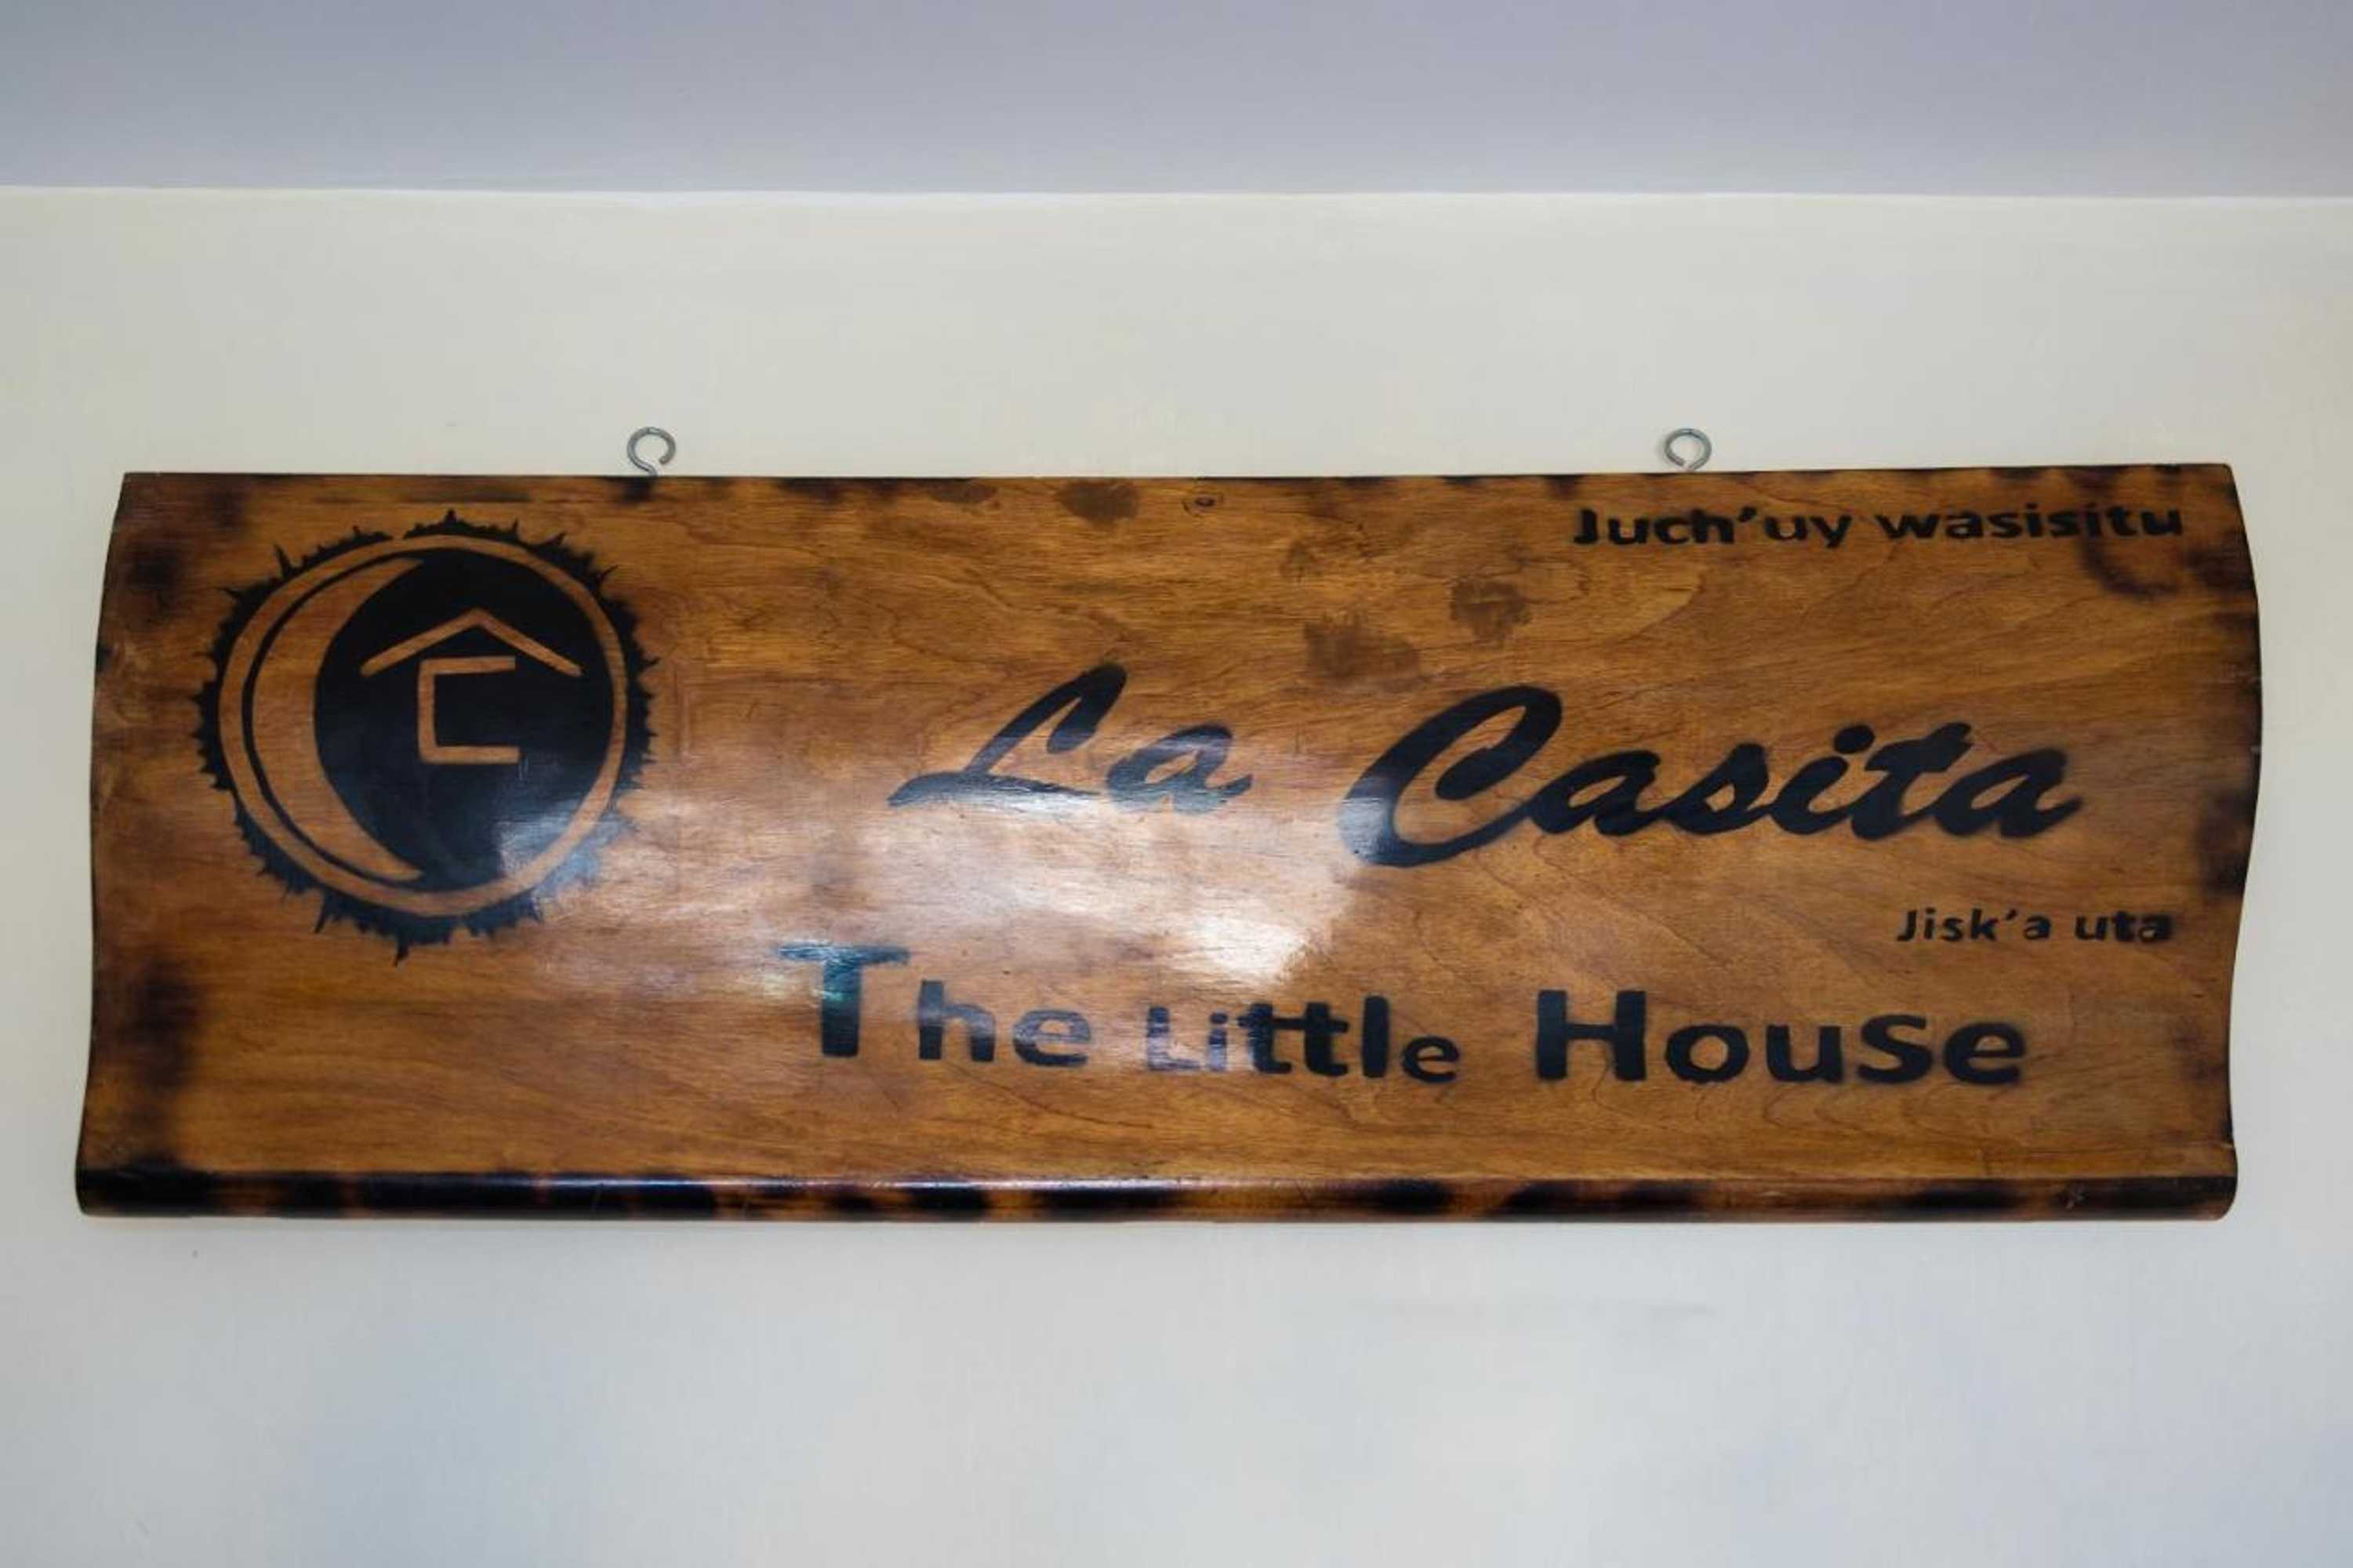 Juch'uy wasisitu
La Casita
Jisk'a uta
The Little House